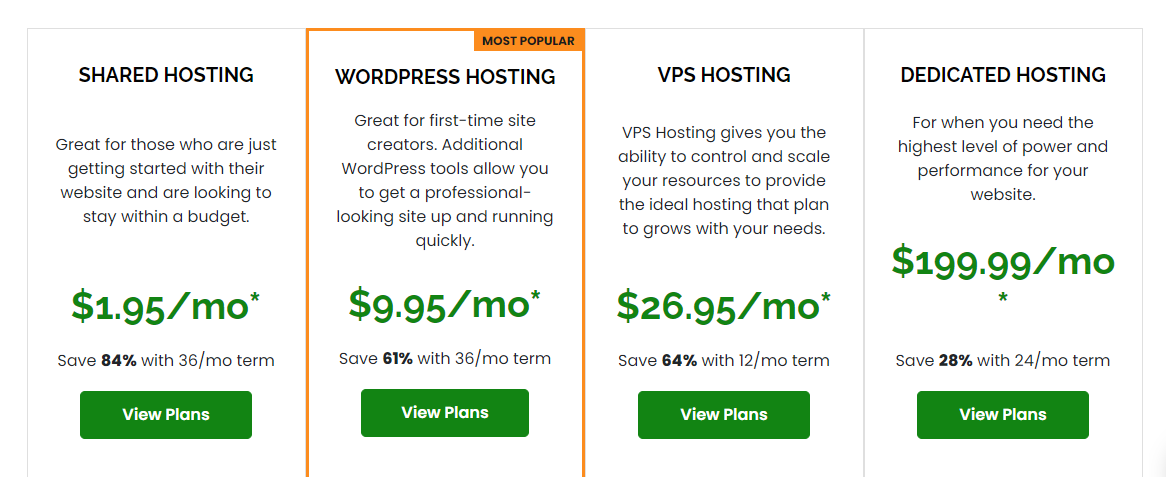 MOST POPULAR
SHARED HOSTING
Great for those who are just
getting started with their
website and are looking to
stay within a budget.
$1.95/mo*
Save 84% with 36/mo term
View Plans
WORDPRESS HOSTING
Great for first-time site
creators. Additional
WordPress tools allow you
to get a professional-
looking site up and running
quickly.
$9.95/mo*
Save 61% with 36/mo term
View Plans
VPS HOSTING
VPS Hosting gives you the
ability to control and scale
your resources to provide
the ideal hosting that plan
to grows with your needs.
$26.95/mo*
Save 64% with 12/mo term
View Plans
DEDICATED HOSTING
For when you need the
highest level of power and
performance for your
website.
$199.99/mo
*
Save 28% with 24/mo term
View Plans